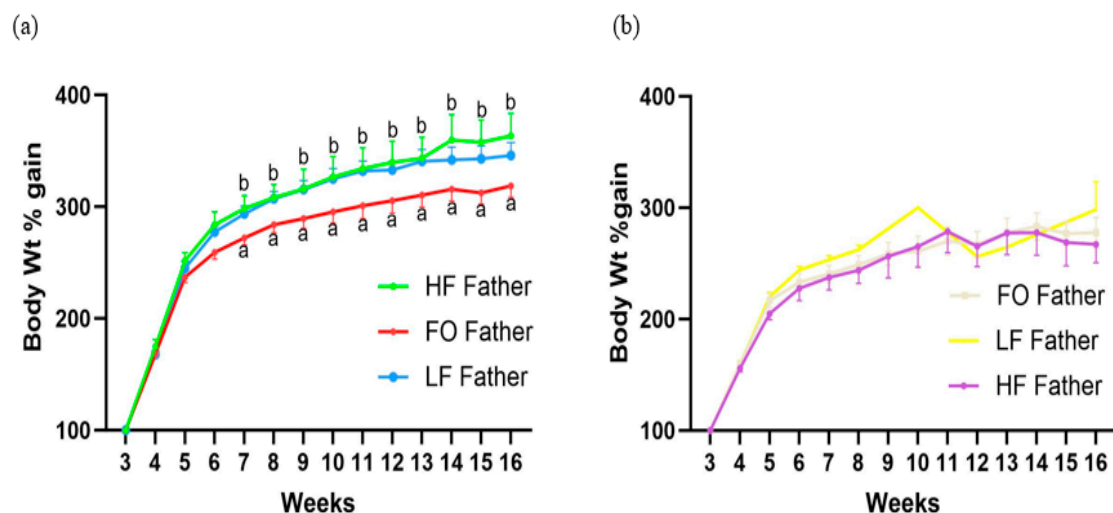 (a)
400
300
200
100
Body Wt % gain
b b b b b b b b b b
a a a a a a a a a a
HF Father
FO Father
LF Father
3 4 5 6 7 8 9 10 11 12 13 14 15 16
Weeks
(b)
400
300
200
100
Body Wt %gain
FO Father
LF Father
HF Father
3 4 5 6 7 8 9 10 11 12 13 14 15 16
Weeks